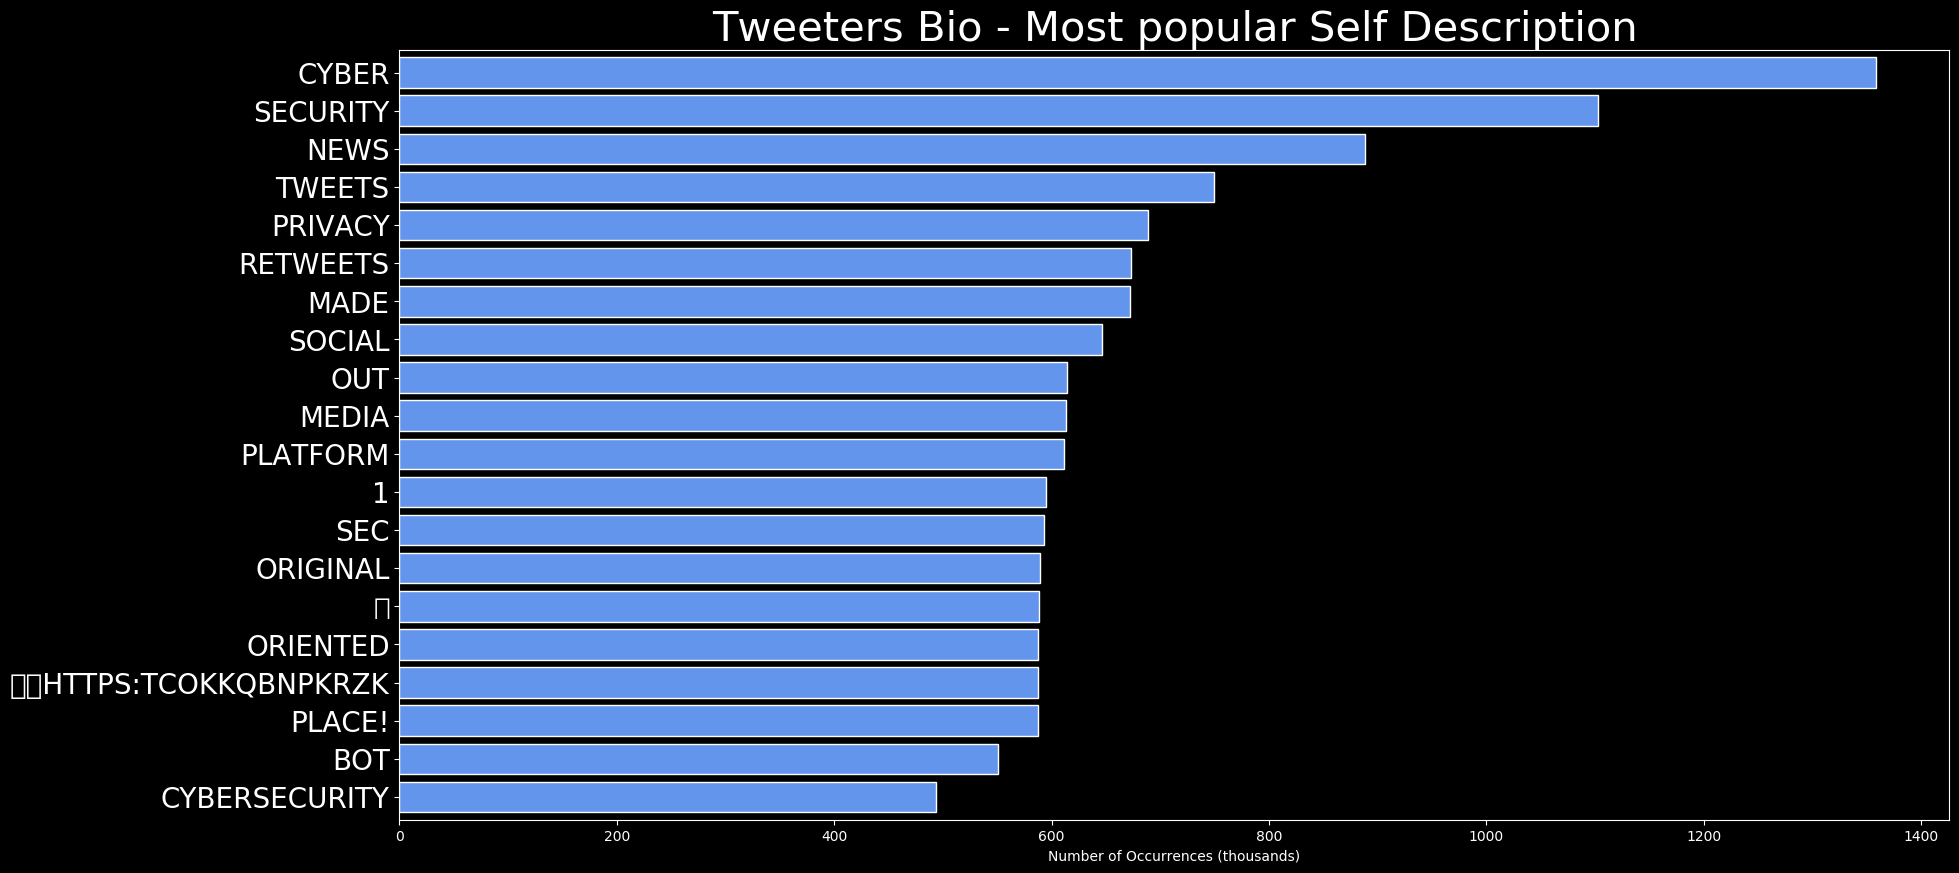 Tweeters Bio - Most popular Self Description
CYBER
SECURITY
NEWS
TWEETS
PRIVACY
RETWEETS
MADE
SOCIAL
OUT
MEDIA
PLATFORM
1
SEC
ORIGINAL
ORIENTED
HTTPS:TCOKKQBNPKRZK
PLACE!
BOT
CYBERSECURITY
0 200 400 600 800 1000 1200 1400
Number of Occurrences (thousands)